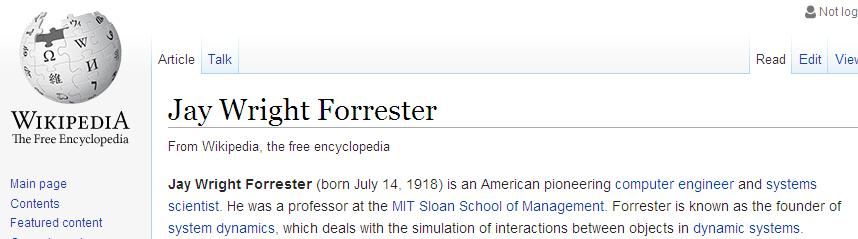 Not log
Article Talk Read Edit View
Jay Wright Forrester
WIKIPEDIA
The Free Encyclopedia
From Wikipedia, the free encyclopedia
Main page
Contents
Featured content
Jay Wright Forrester (born July 14, 1918) is an American pioneering computer engineer and systems
scientist. He was a professor at the MIT Sloan School of Management. Forrester is known as the founder of
system dynamics, which deals with the simulation of interactions between objects in dynamic systems.